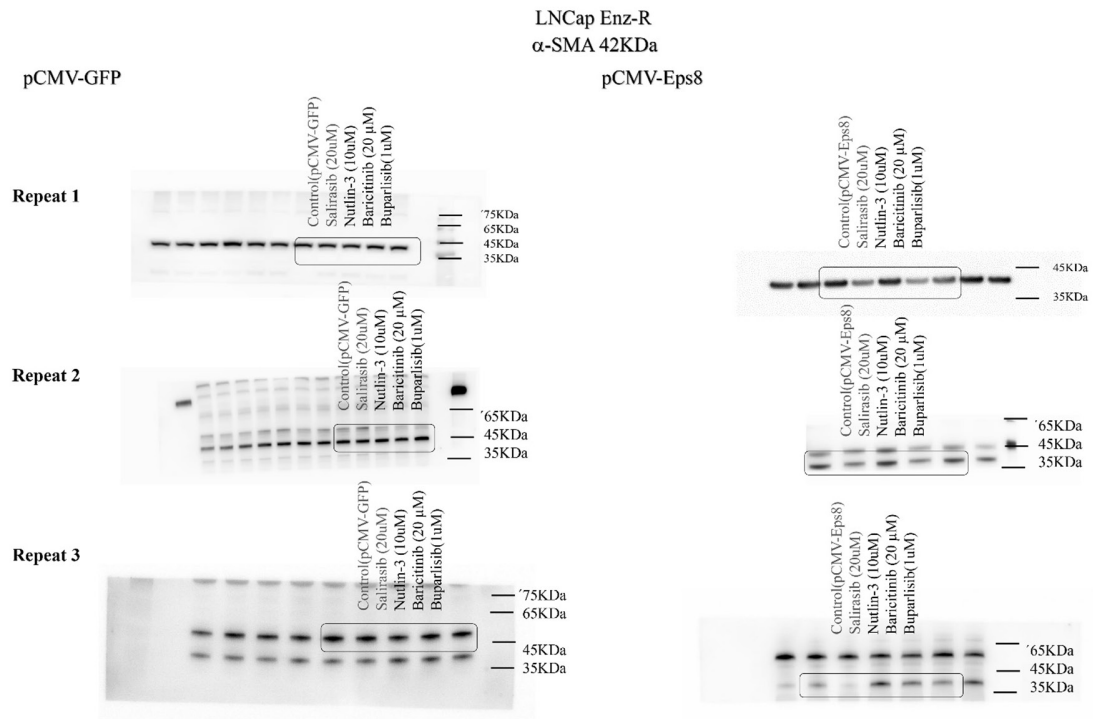 LNCap Enz-R
α-SMA 42KDa
pCMV-GFP
pCMV-Eps8
Repeat 1
Control(pCMV-GFP)
Salirasib (20uM)
Nutlin-3 (10uM)
Baricitinib (20 μM)
Buparlisib(1uM)
75KDa
65KDa
45KDa
35KDa
Control(pCMV-Eps8)
Salirasib (20uM)
Nutlin-3 (10uM)
Baricitinib (20 μM)
Buparlisib(1uM)
45KDa
35KDa
Repeat 2
Control(pCMV-GFP)
Salirasib (20uM)
Nutlin-3 (10uM)
Baricitinib (20 μM)
Buparlisib(1uM)
65KDa
45KDa
35KDa
Control(pCMV-Eps8)
Salirasib (20uM)
Nutlin-3 (10uM)
Baricitinib (20 μM)
Buparlisib(1uM)
65KDa
45KDa
35KDa
Repeat 3
Control(pCMV-GFP)
Salirasib (20uM)
Nutlin-3 (10uM)
Baricitinib (20 μM)
Buparlisib(1uM)
75KDa
65KDa
45KDa
35KDa
Control(pCMV-Eps8)
Salirasib (20uM)
Nutlin-3 (10uM)
Baricitinib (20 μM)
Buparlisib(1uM)
65KDa
45KDa
35KDa